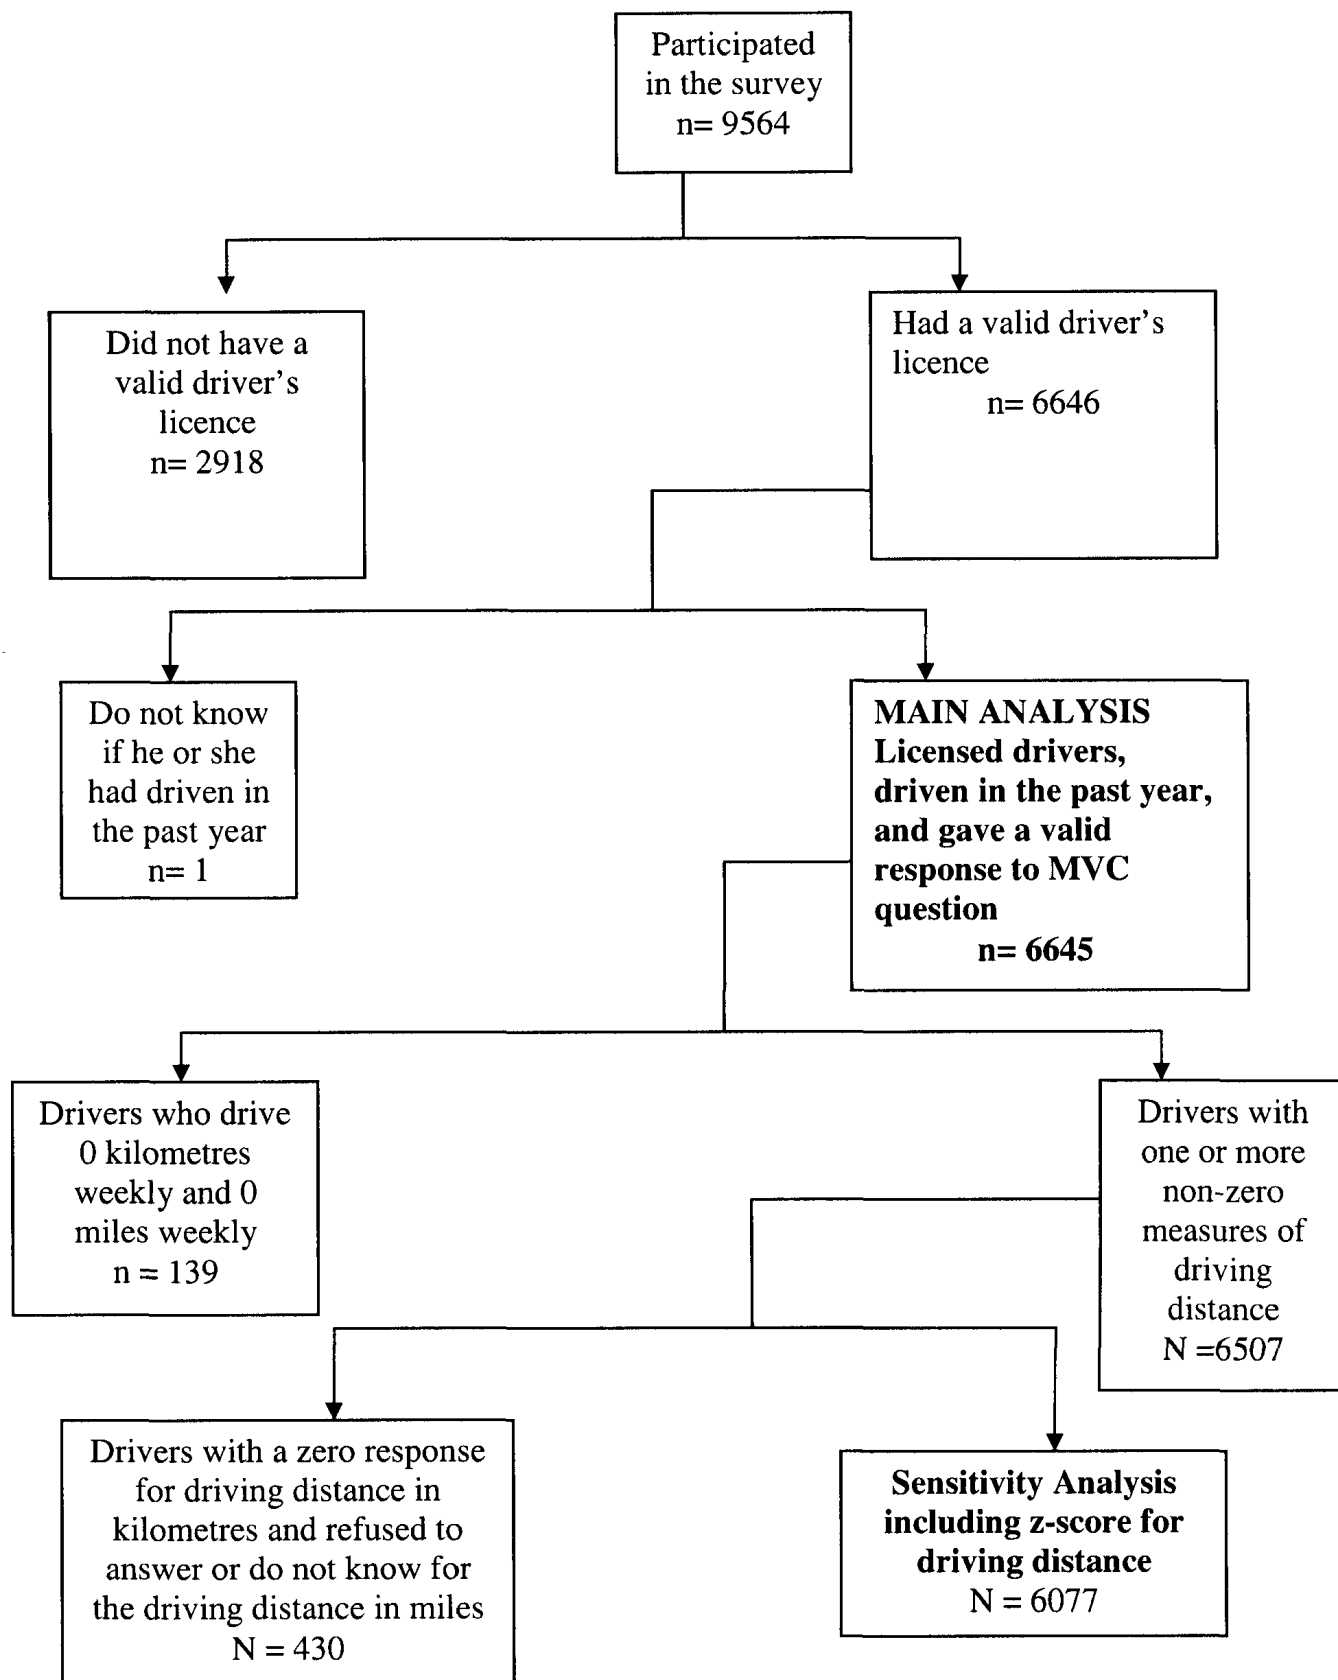 Participated
in the survey
n= 9564
Did not have a
valid driver's
licence
n= 2918
Had a valid driver's
licence
n= 6646
Do not know
if he or she
had driven in
the past year
n= 1
MAIN ANALYSIS
Licensed drivers,
driven in the past year,
and gave a valid
response to MVC
question
n= 6645
Drivers who drive
0 kilometres
weekly and 0
miles weekly
n = 139
Drivers with
one or more
non-zero
measures of
driving
distance
N =6507
Drivers with a zero response
for driving distance in
kilometres and refused to
answer or do not know for
the driving distance in miles
N = 430
Sensitivity Analysis
including z-score for
driving distance
N = 6077